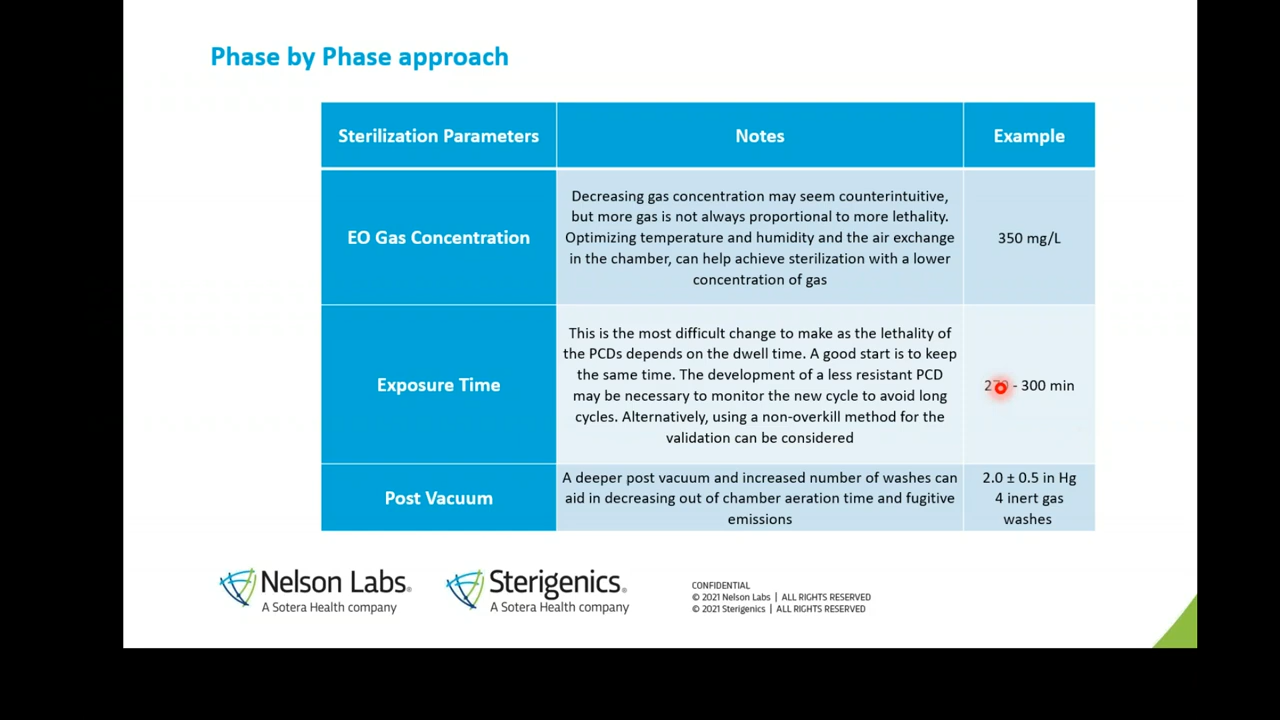 Phase by Phase approach
Sterilization Parameters
Notes
Example
EO Gas Concentration
Decreasing gas concentration may seem counterintuitive,
but more gas is not always proportional to more lethality.
Optimizing temperature and humidity and the air exchange
in the chamber, can help achieve sterilization with a lower
concentration of gas
350 mg/L
Exposure Time
This is the most difficult change to make as the lethality of
the PCDs depends on the dwell time. A good start is to keep
the same time. The development of a less resistant PCD
may be necessary to monitor the new cycle to avoid long
cycles. Alternatively, using a non-overkill method for the
validation can be considered
- 300 min
Post Vacuum
A deeper post vacuum and increased number of washes can
aid in decreasing out of chamber aeration time and fugitive
emissions
2.0 ± 0.5 in Hg
4 inert gas
washes
Nelson Labs®
A Sotera Health company
Sterigenics®
A Sotera Health company
CONFIDENTIAL
© 2021 Nelson Labs | ALL RIGHTS RESERVED
© 2021 Sterigenics | ALL RIGHTS RESERVED